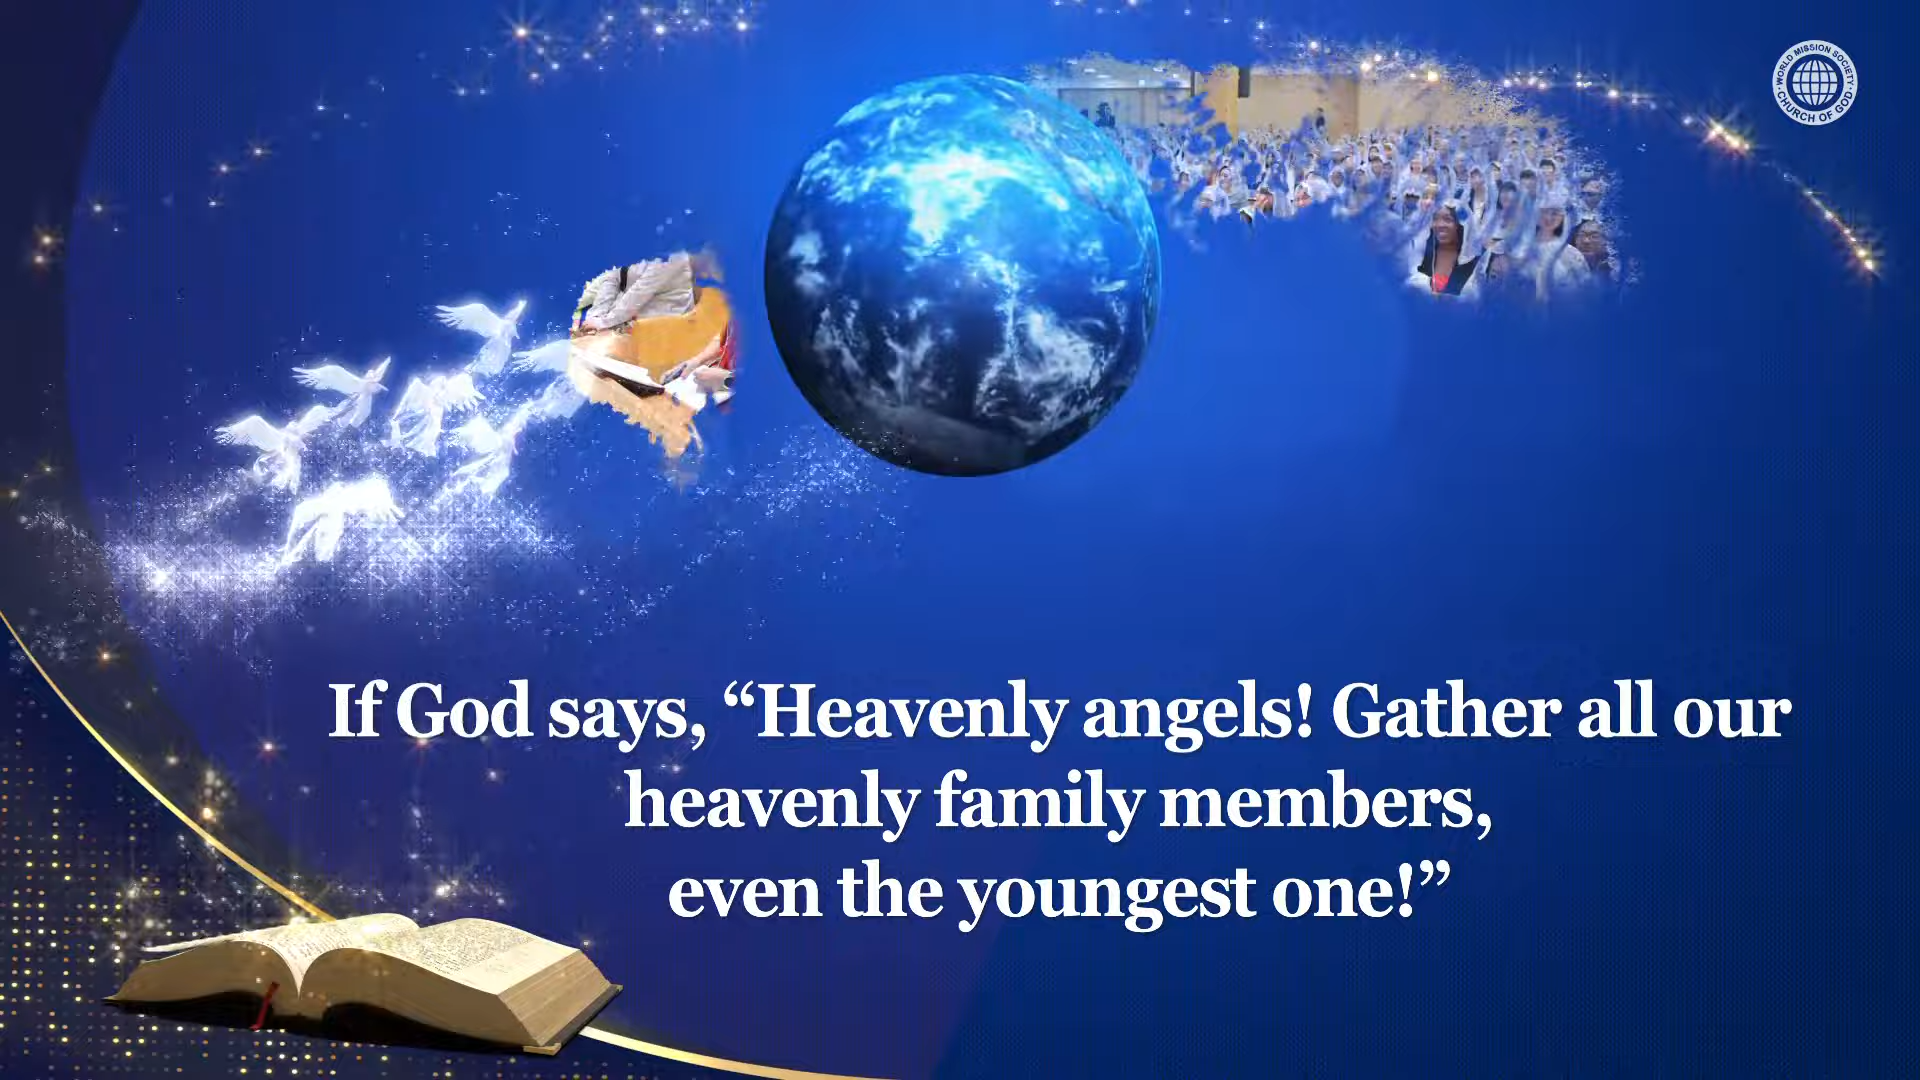 WORLD MISSION SOCIETY
CHURCH OF GOD
If God says, “Heavenly angels! Gather all our
heavenly family members,
even the youngest one!”